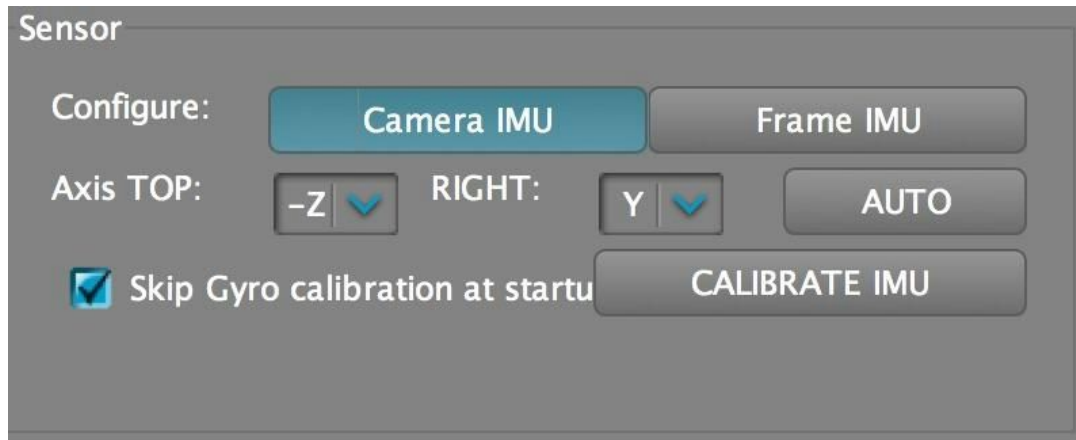 Sensor
Configure: Camera IMU Frame IMU
Axis TOP: -Z RIGHT: Y AUTO
Skip Gyro calibration at startu CALIBRATE IMU